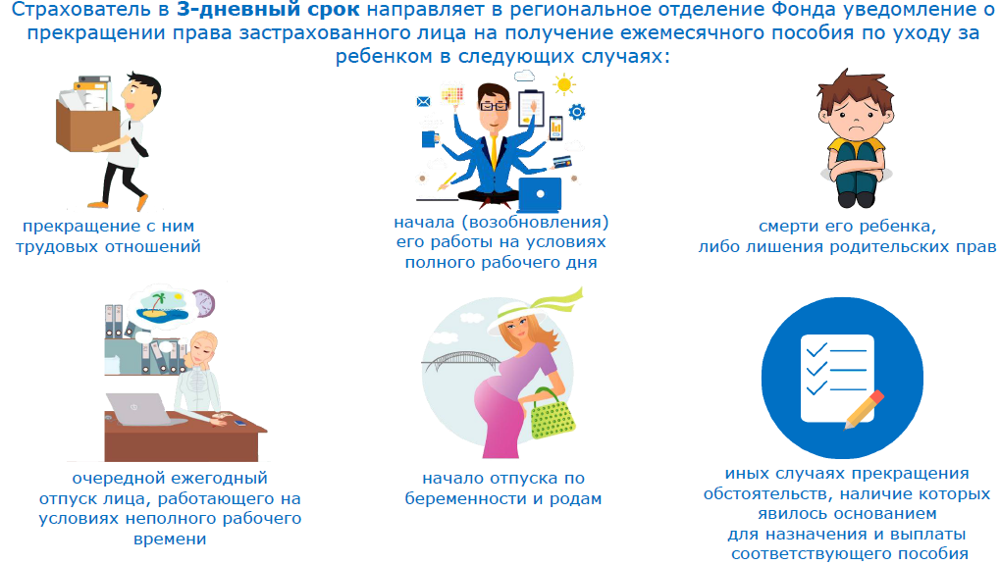 Страхователь в 3-дневный срок направляет в региональное отделение Фонда уведомление о
прекращении права застрахованного лица на получение ежемесячного пособия по уходу за
ребенком в следующих случаях:
прекращение с ним
трудовых отношений
начала (возобновления)
его работы на условиях
полного рабочего дня
смерти его ребенка,
либо лишения родительских прав
очередной ежегодный
отпуск лица, работающего на
условиях неполного рабочего
времени
начало отпуска по
беременности и родам
иных случаях прекращения
обстоятельств, наличие которых
явилось основанием
для назначения и выплаты
соответствующего пособия